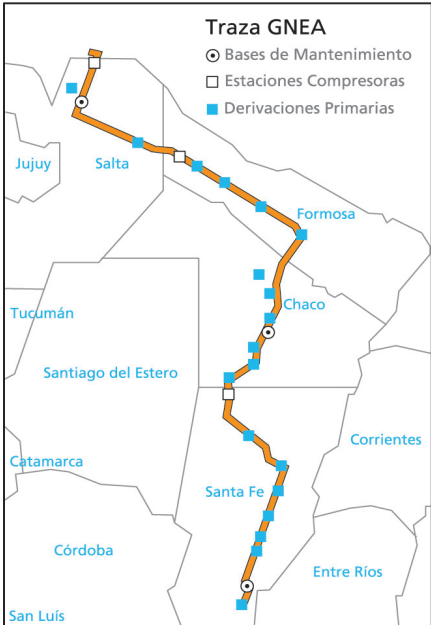 Traza GNEA
Bases de Mantenimiento
Estaciones Compresoras
Derivaciones Primarias
Jujuy
Salta
Formosa
Chaco
Tucumán
Santiago del Estero
Corrientes
Catamarca
Santa Fe
Córdoba
Entre Ríos
San Luís